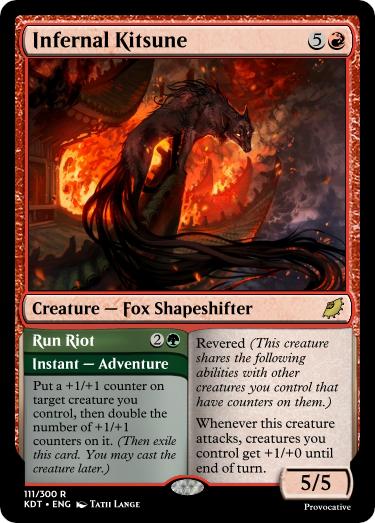 Infernal Kitsune 5
Creature — Fox Shapeshifter
Run Riot 2
Instant — Adventure
Put a +1/+1 counter on
target creature you
control, then double the
number of +1/+1
counters on it. (Then exile
this card. You may cast the
creature later.)
Revered (This creature
shares the following
abilities with other
creatures you control that
have counters on them.)
Whenever this creature
attacks, creatures you
control get +1/+0 until
end of turn.
5/5
111/300 R
KDT • ENG Tatii Lange
Provocative